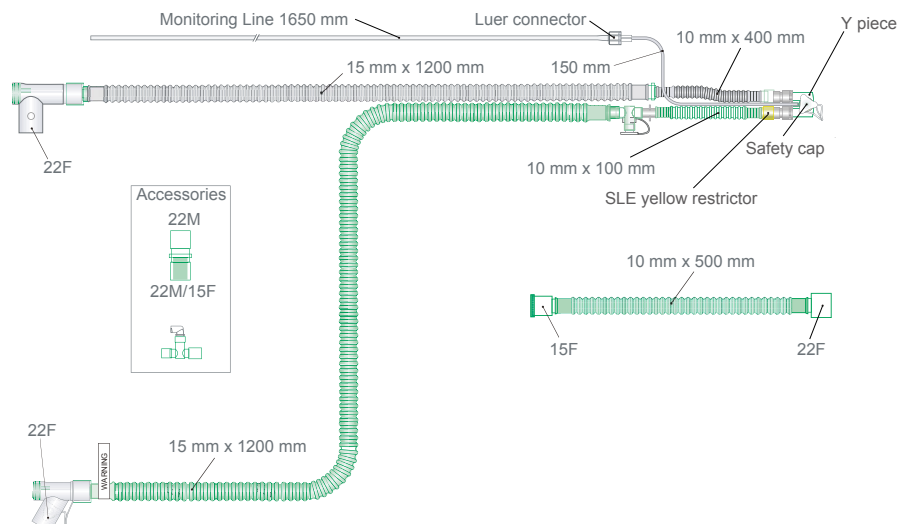 Monitoring Line 1650 mm
Luer connector
Y piece
10 mm x 400 mm
15 mm x 1200 mm
150 mm
22F
Safety cap
10 mm x 100 mm
SLE yellow restrictor
Accessories
22M
22M/15F
10 mm x 500 mm
15F
22F
22F
15 mm x 1200 mm
WARNING